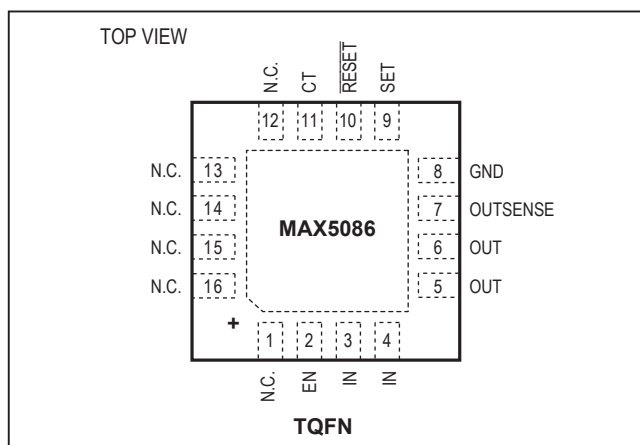 TOP VIEW
N.C.
CT
RESET
SET
12
11
10
9
N.C. 13
N.C. 14
N.C. 15
N.C. 16
MAX5086
8 GND
7 OUTSENSE
6 OUT
5 OUT
+
1
2
3
4
N.C.
EN
IN
IN
TQFN